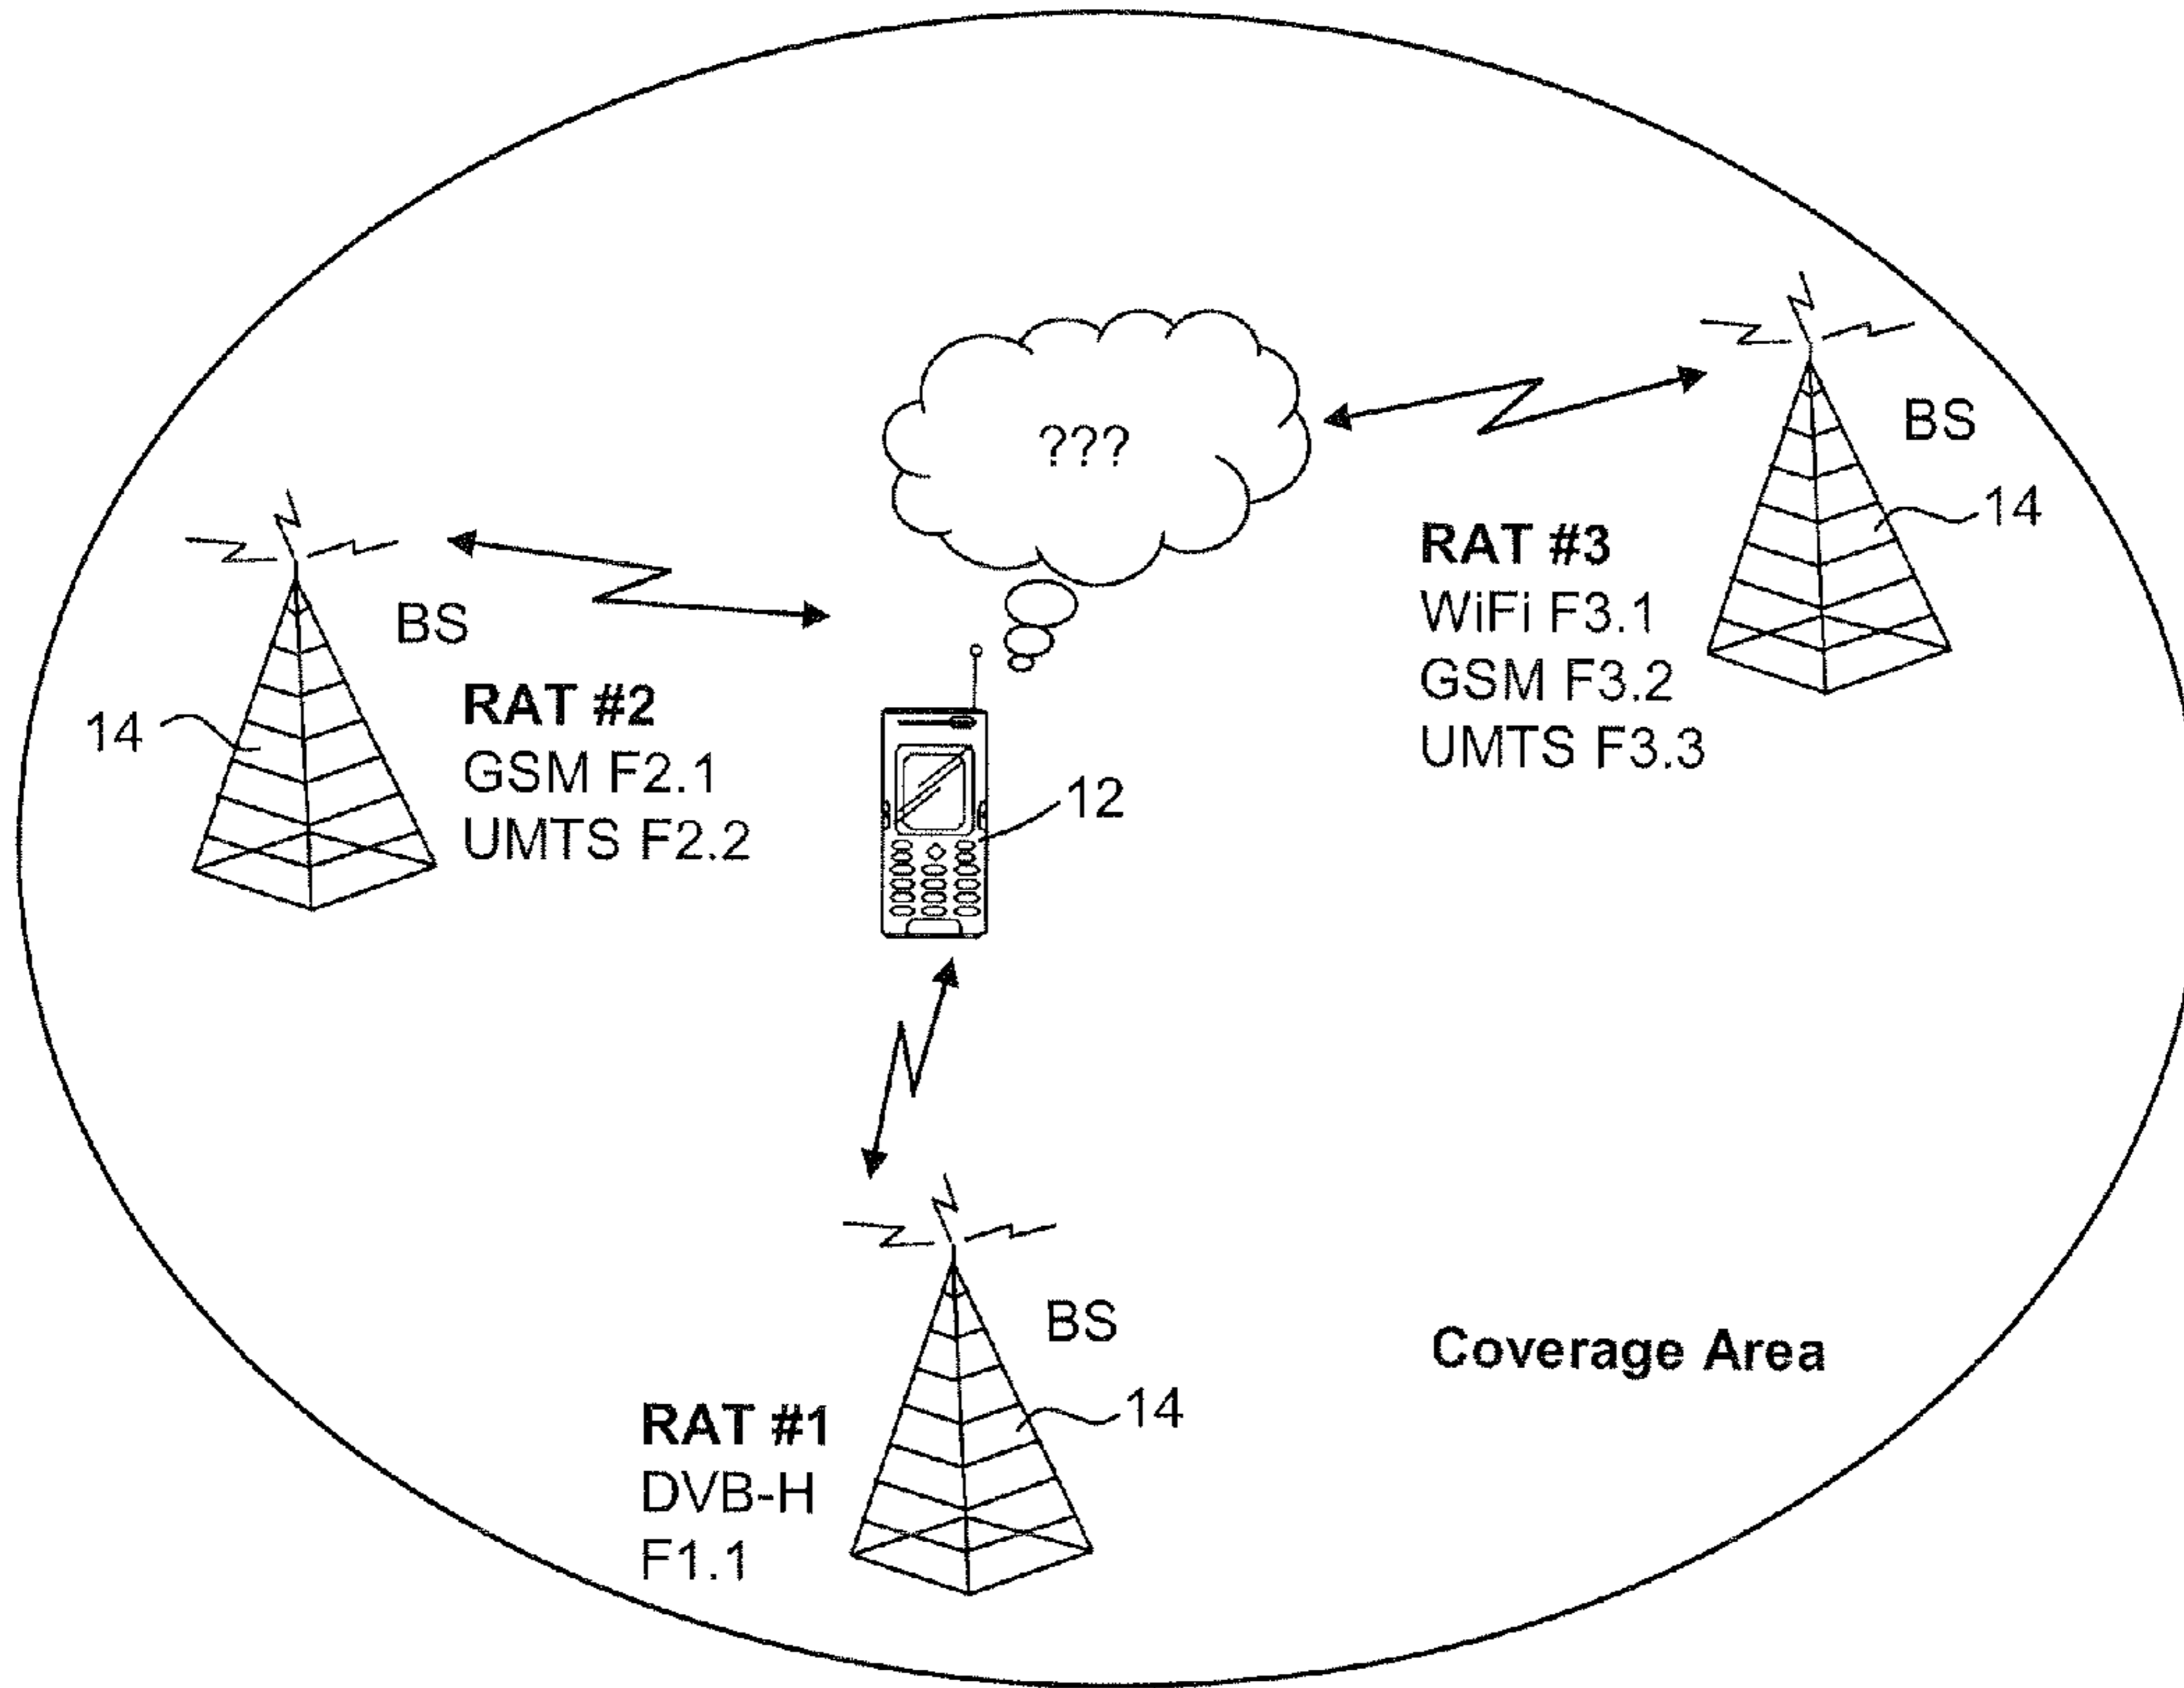 ???
BS
14
RAT #3
WiFi F3.1
GSM F3.2
UMTS F3.3
BS
14
RAT #2
GSM F2.1
UMTS F2.2
12
BS
14
RAT #1
DVB-H
F1.1
Coverage Area